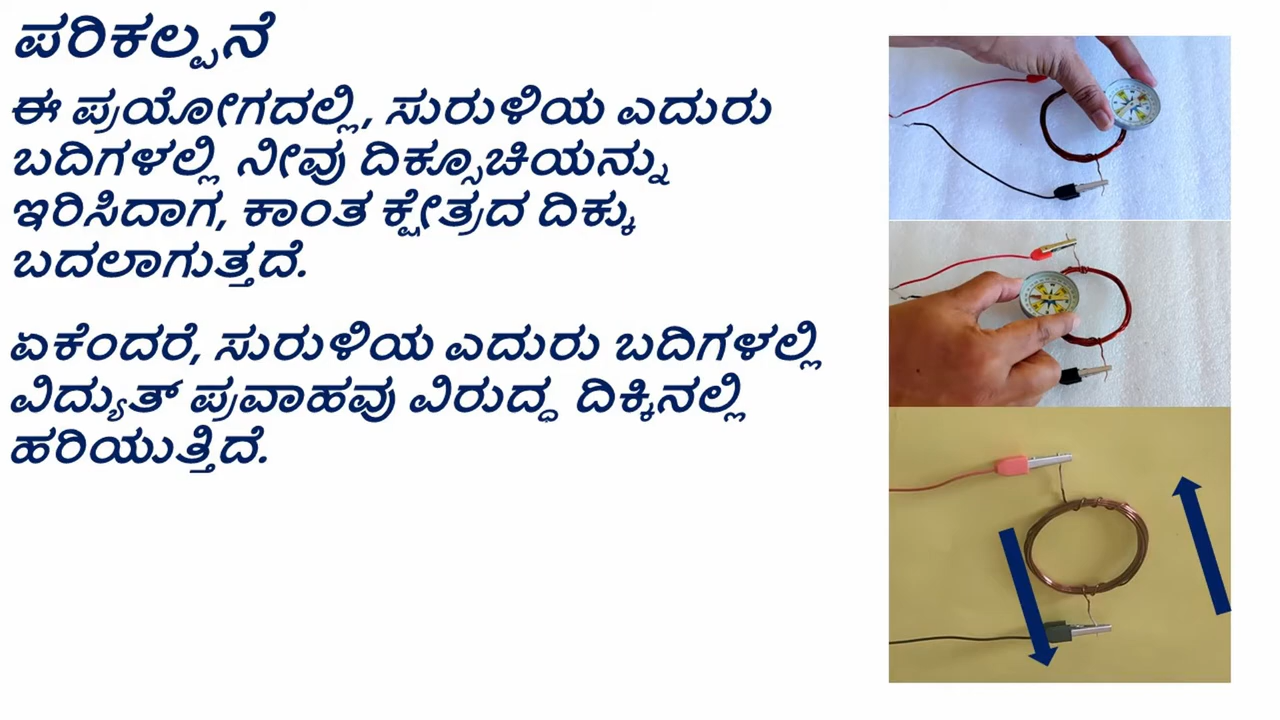 ಪರಿಕಲ್ಪನೆ
ಈ ಪ್ರಯೋಗದಲ್ಲಿ, ಸುರುಳಿಯ ಎದುರು
ಬದಿಗಳಲ್ಲಿ ನೀವು ದಿಕ್ಸೂಚಿಯನ್ನು
ಇರಿಸಿದಾಗ, ಕಾಂತ ಕ್ಷೇತ್ರದ ದಿಕ್ಕು
ಬದಲಾಗುತ್ತದೆ.
ಏಕೆಂದರೆ, ಸುರುಳಿಯ ಎದುರು ಬದಿಗಳಲ್ಲಿ
ವಿದ್ಯುತ್ ಪ್ರವಾಹವು ವಿರುದ್ಧ ದಿಕ್ಕಿನಲ್ಲಿ
ಹರಿಯುತ್ತಿದೆ.